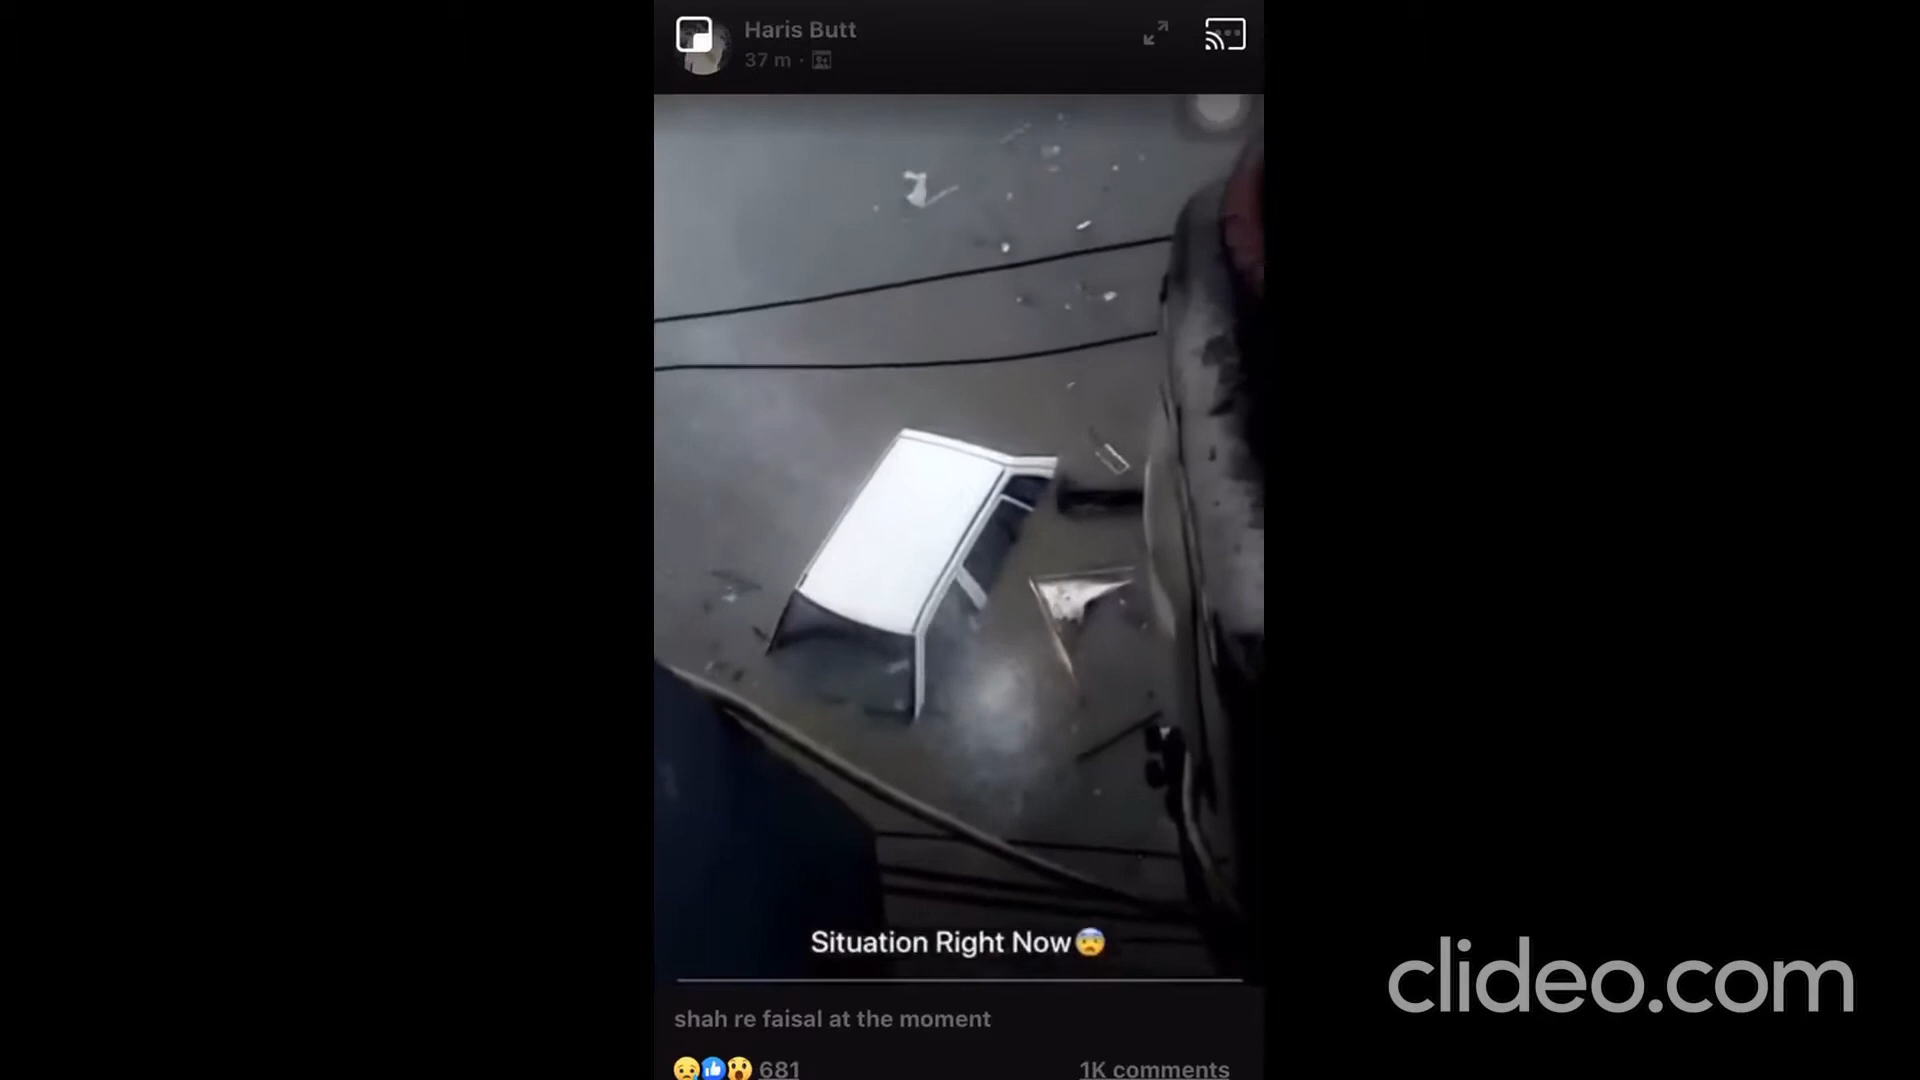 Haris Butt
37 m ·
Situation Right Now😨
shah re faisal at the moment
681
1K comments
clideo.com